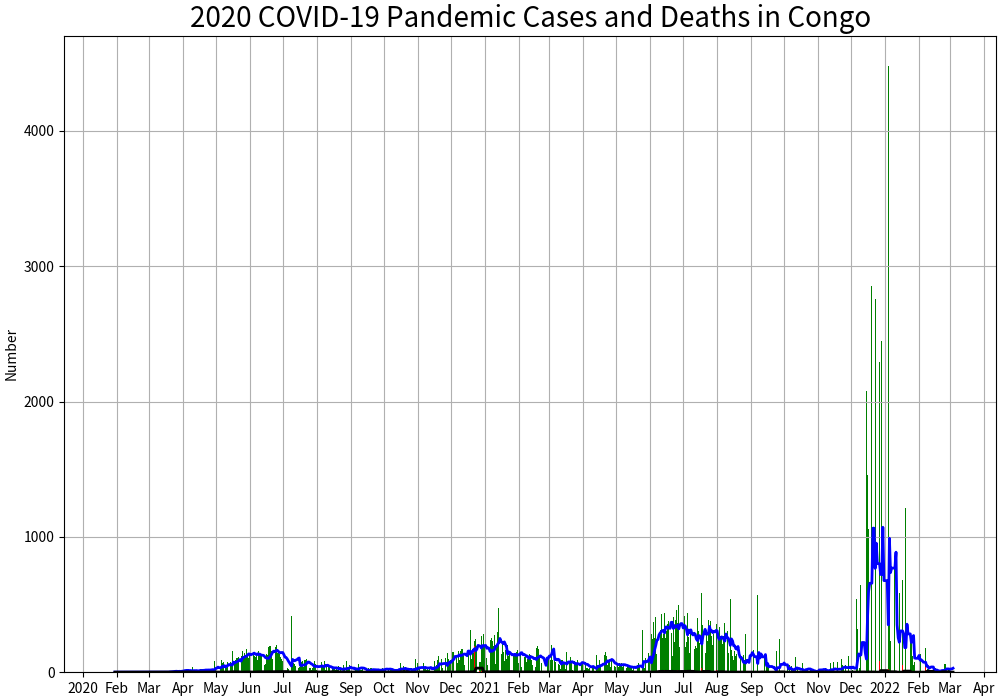 2020 COVID-19 Pandemic Cases and Deaths in Congo
4000
3000
2000
1000
0
Number
2020 Feb Mar Apr May Jun Jul Aug Sep Oct Nov Dec 2021 Feb Mar Apr May Jun Jul Aug Sep Oct Nov Dec 2022 Feb Mar Apr